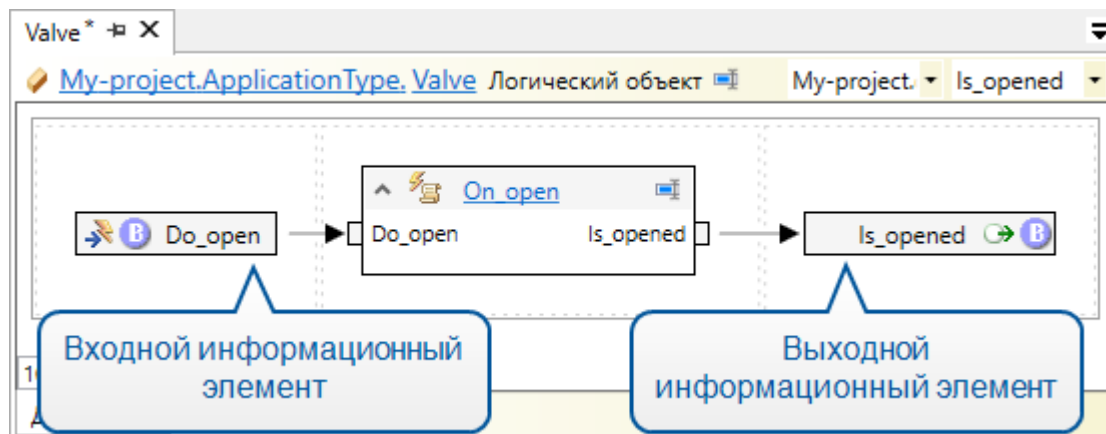 Valve*
My-project.ApplicationType. Valve Логический объект My-project. Is_opened
On_open
Do_open Do_open Is_opened Is_opened
Входной информационный
элемент
Выходной
информационный элемент